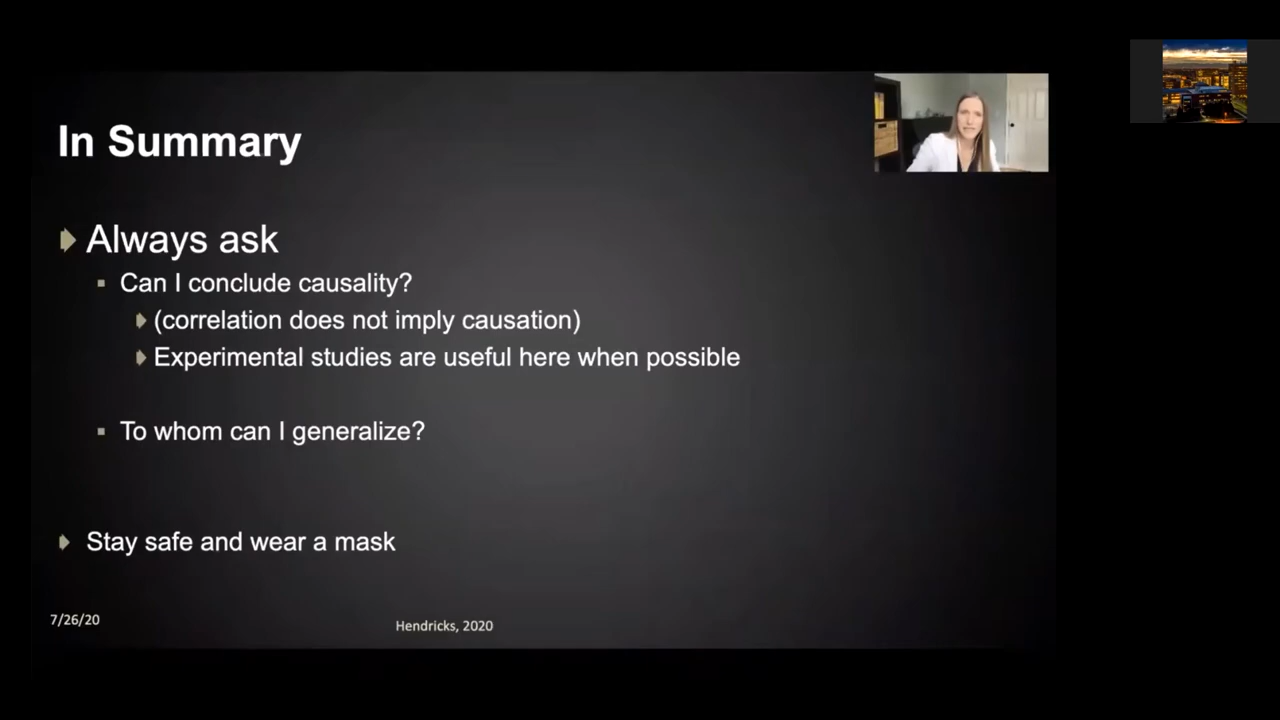 In Summary
Always ask
Can I conclude causality?
(correlation does not imply causation)
Experimental studies are useful here when possible
To whom can I generalize?
Stay safe and wear a mask
7/26/20
Hendricks, 2020